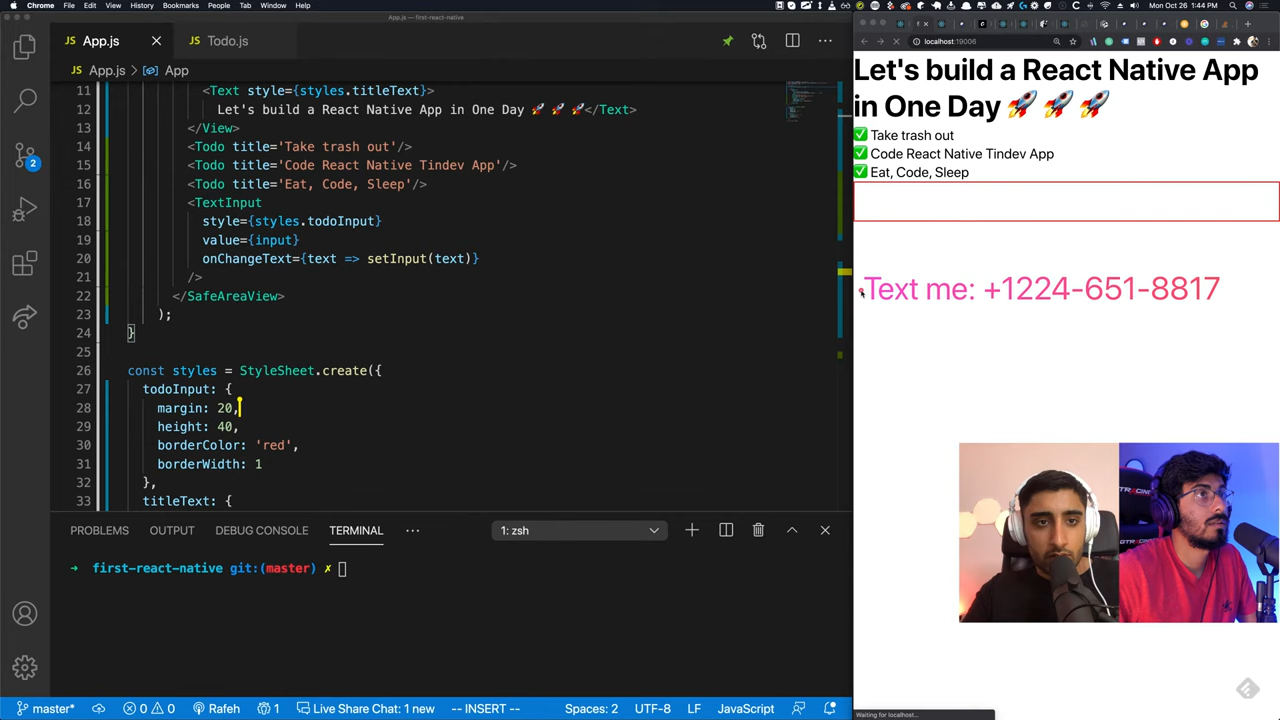 Chrome File Edit View History Bookmarks People Tab Window Help
Mon Oct 26 1:44 PM
App.js — first-react-native
App.js
Todo.js
App.js > App
11 <Text style={styles.titleText}>
12 Let's build a React Native App in One Day 🚀 🚀 🚀</Text>
13 </View>
14 <Todo title='Take trash out'/>
15 <Todo title='Code React Native Tindev App'/>
16 <Todo title='Eat, Code, Sleep'/>
17 <TextInput
18 style={styles.todoInput}
19 value={input}
20 onChangeText={text => setInput(text)}
21 />
22 </SafeAreaView>
23 );
24 }
25
26 const styles = StyleSheet.create({
27 todoInput: {
28 margin: 20,
29 height: 40,
30 borderColor: 'red',
31 borderWidth: 1
32 },
33 titleText: {
2
PROBLEMS OUTPUT DEBUG CONSOLE TERMINAL ··· 1: zsh
→ first-react-native git:(master) ✗
master* 0 0 Rafeh 1 Live Share Chat: 1 new -- INSERT -- Spaces: 2 UTF-8 LF JavaScript
localhost:19006
Let's build a React Native App
in One Day 🚀 🚀 🚀
✅ Take trash out
✅ Code React Native Tindev App
✅ Eat, Code, Sleep
Text me: +1224-651-8817
GTRACING
Waiting for localhost...